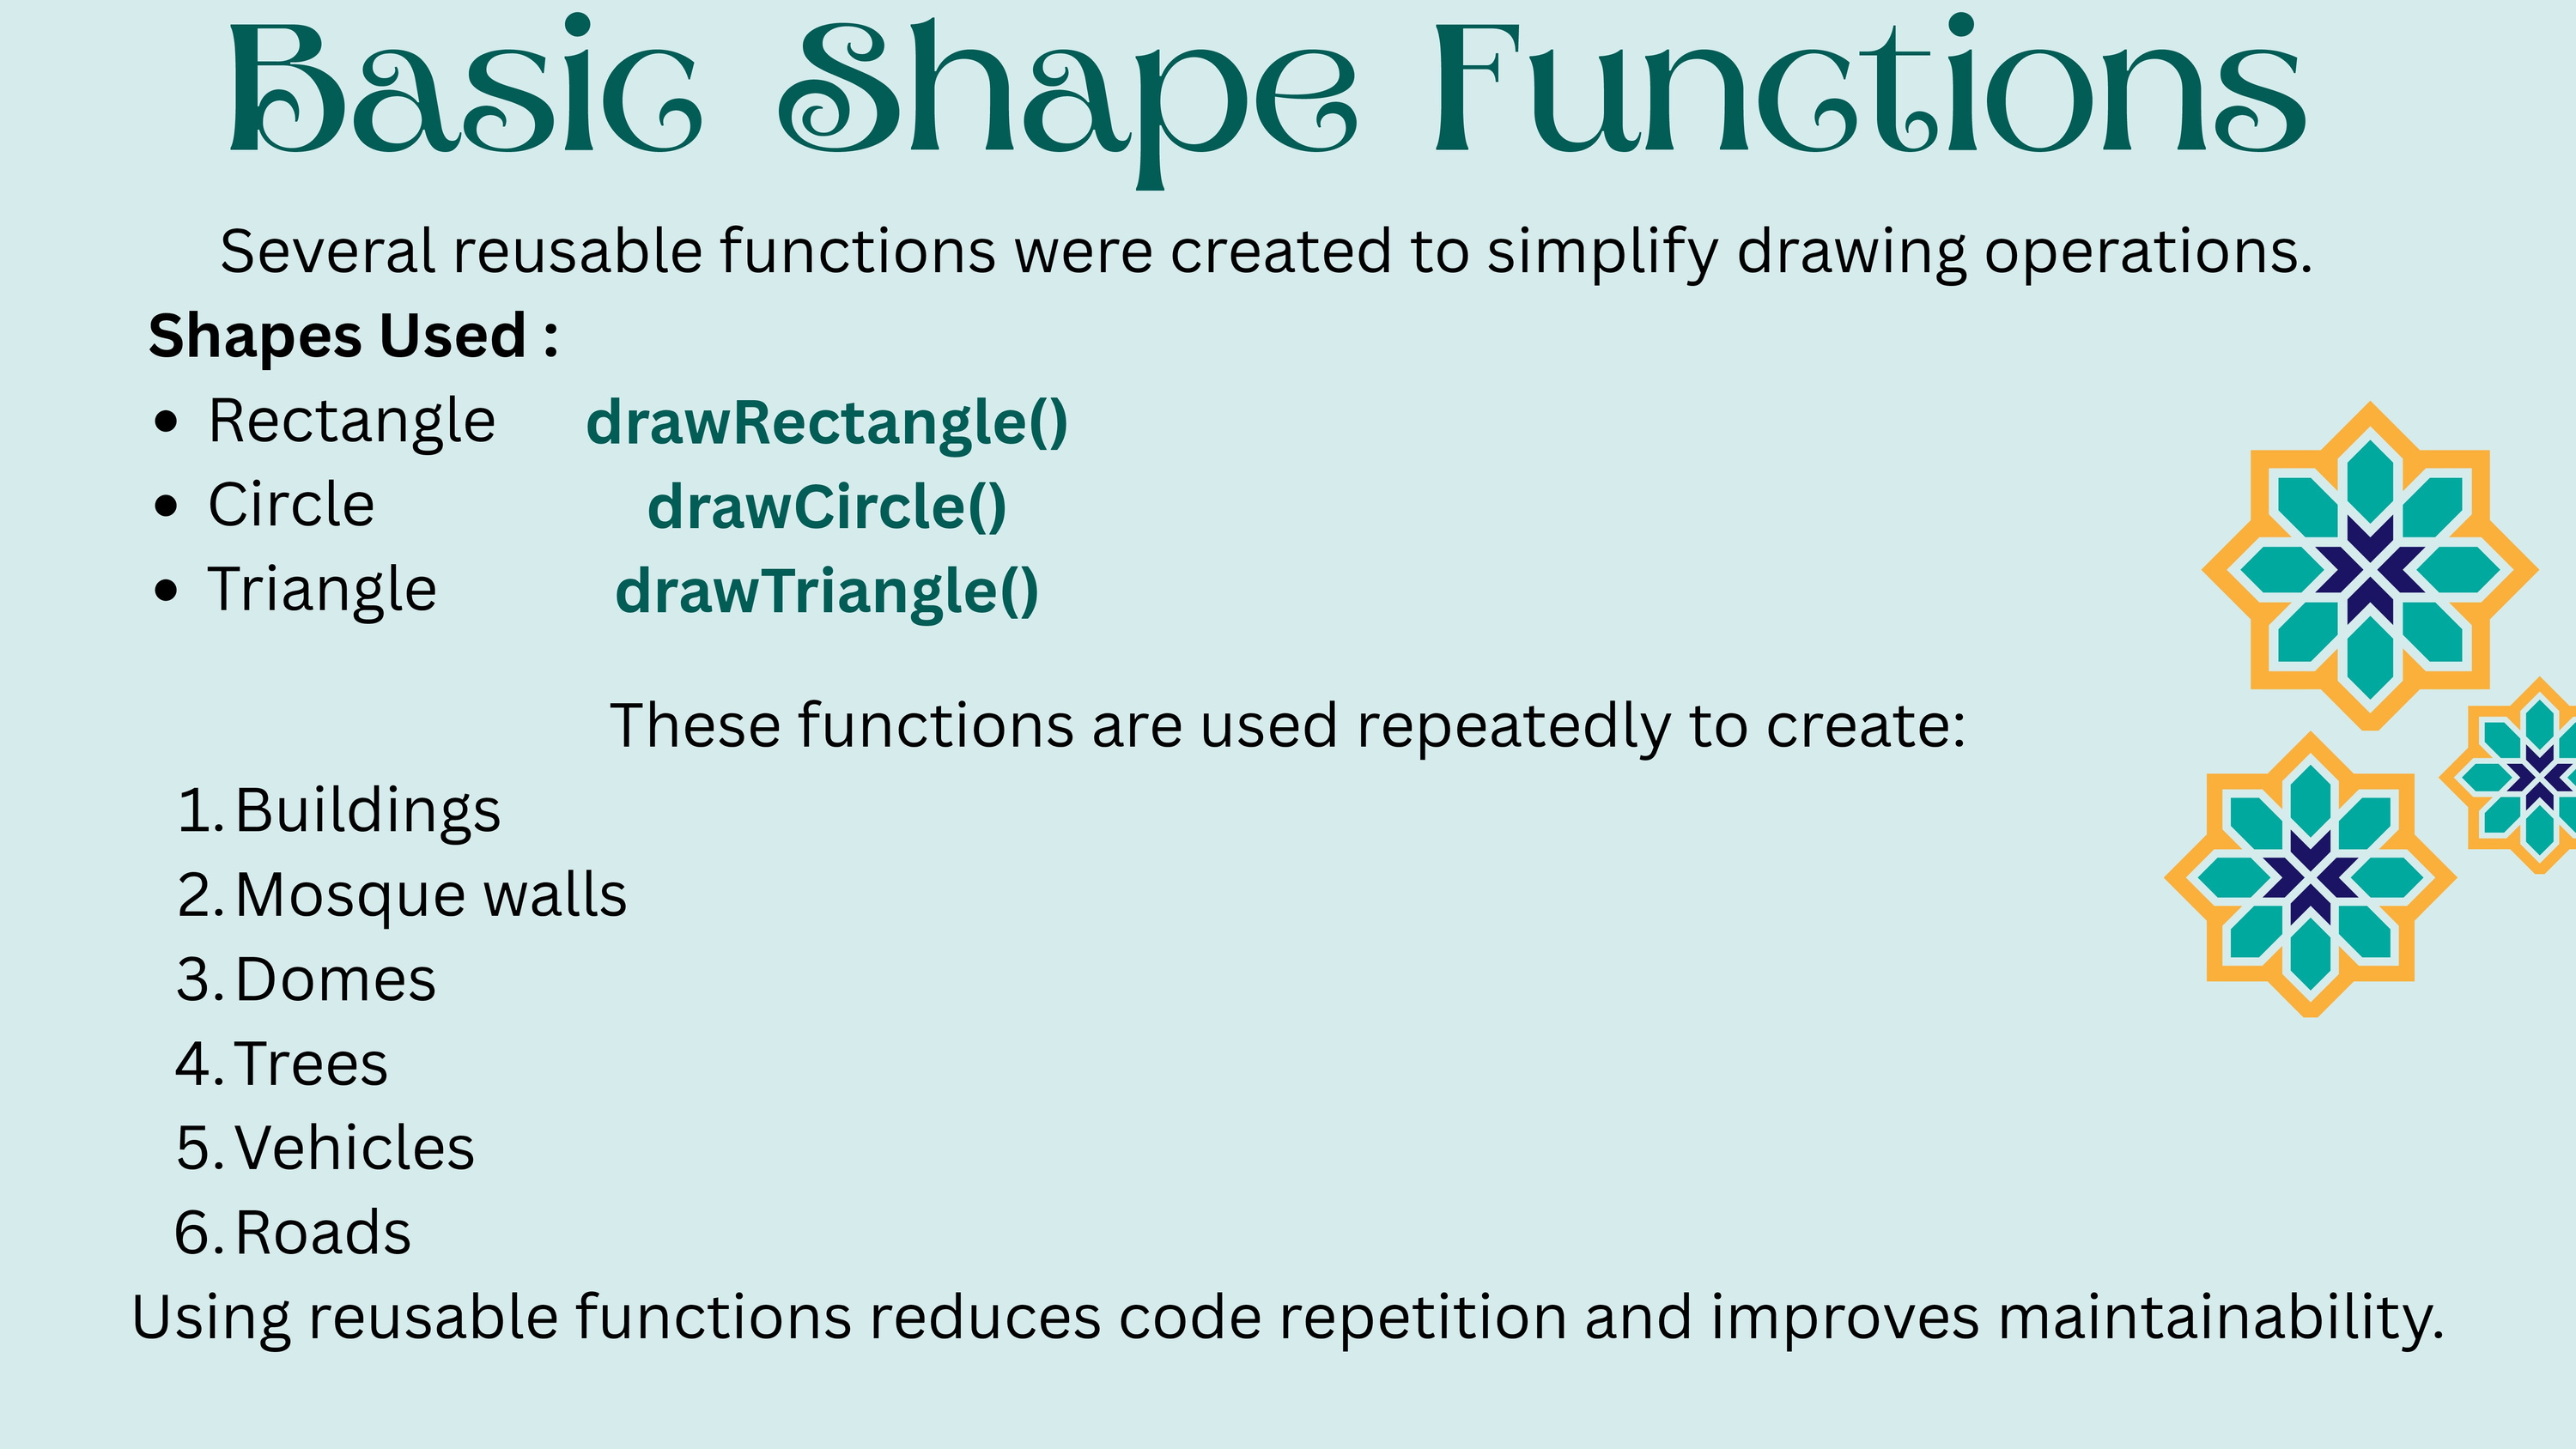 Basic Shape Functions
Several reusable functions were created to simplify drawing operations.
Shapes Used :
• Rectangle drawRectangle()
• Circle drawCircle()
• Triangle drawTriangle()
These functions are used repeatedly to create:
1. Buildings
2. Mosque walls
3. Domes
4. Trees
5. Vehicles
6. Roads
Using reusable functions reduces code repetition and improves maintainability.